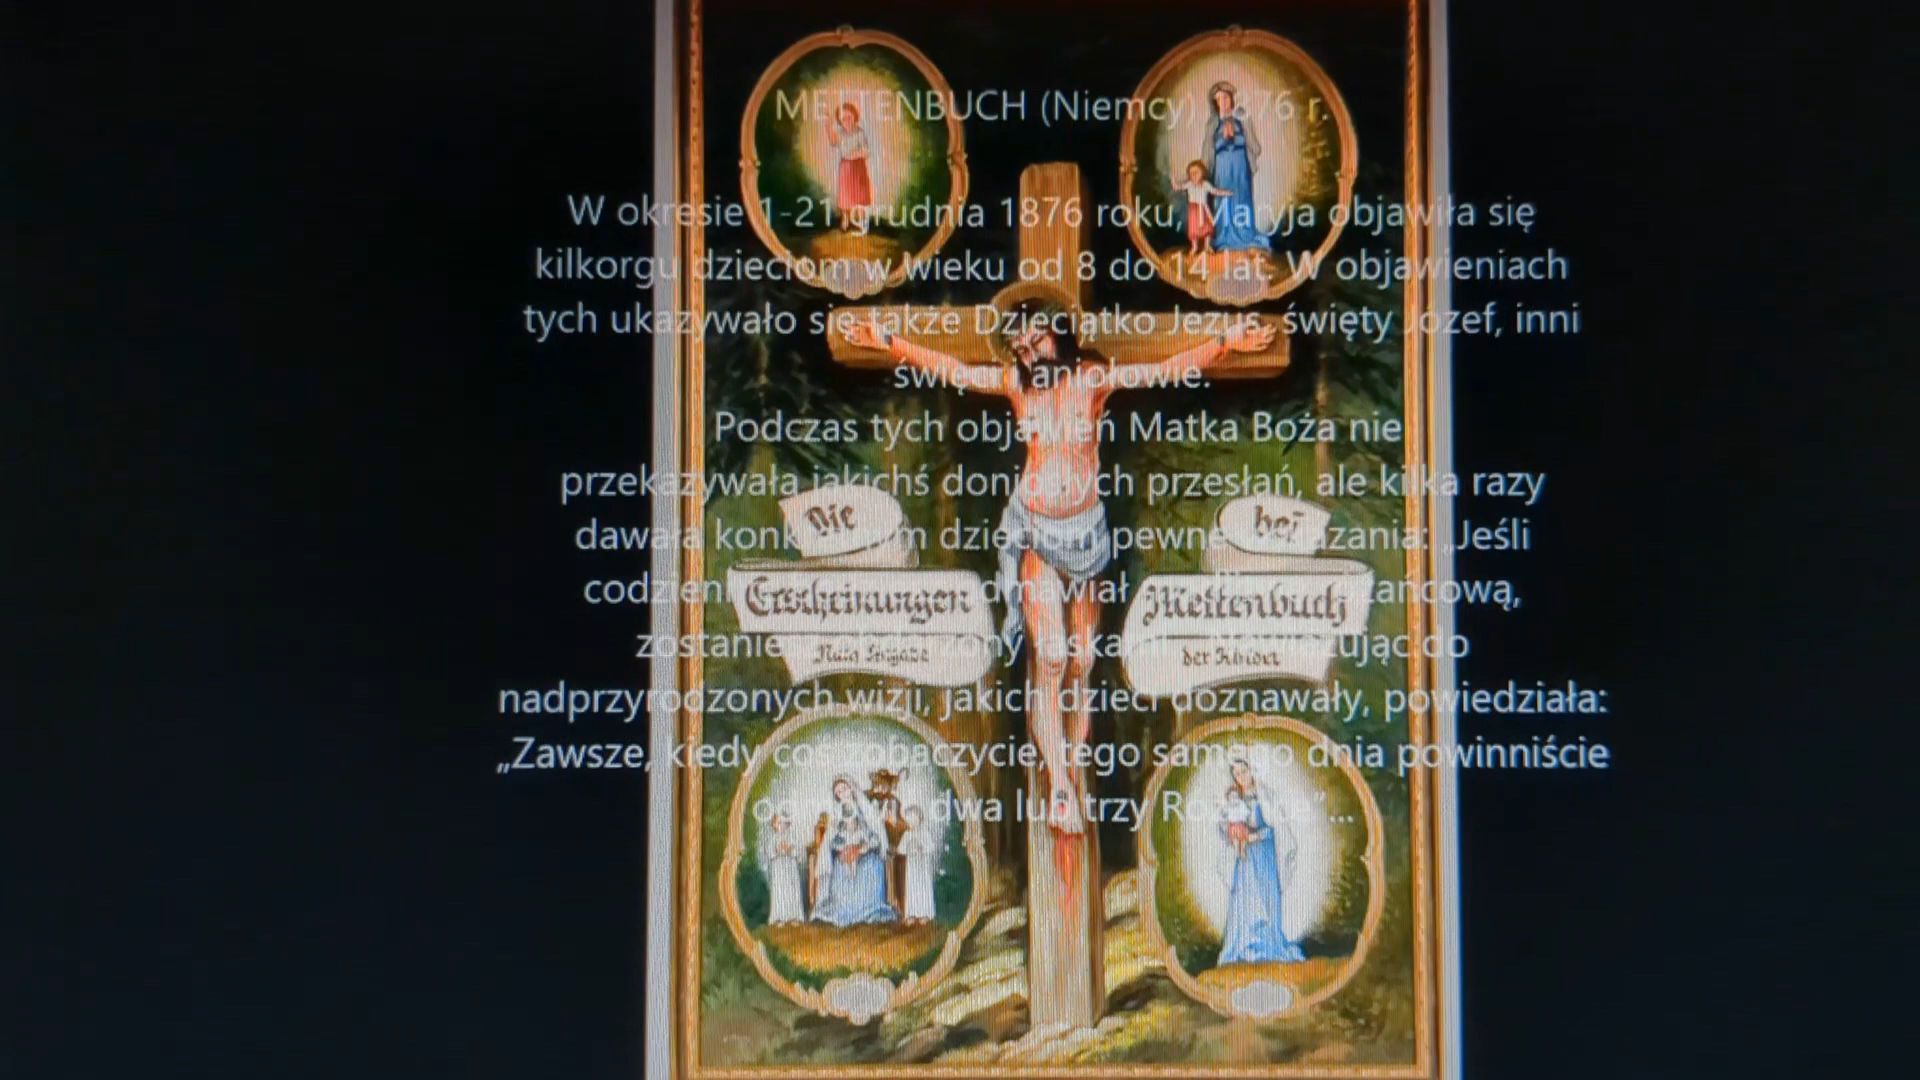 METTENBUCH (Niemcy) 1876 r.
W okresie 1-21 grudnia 1876 roku, Maryja objawiła się
kilkorgu dzieciom w wieku od 8 do 14 lat. W objawieniach
tych ukazywało się także Dzieciątko Jezus, święty Józef, inni
święci i aniołowie.
Podczas tych objawień Matka Boża nie
przekazywała jakichś doniosłych przesłań, ale kilka razy
dawała konkretnym dzieciom pewne wskazania: „Jeśli
zostanie łaskami
nadprzyrodzonych wizji, jakich dzieci doznawały, powiedziała:
„Zawsze, kiedy coś zobaczycie, tego samego dnia powinniście
dwa lub trzy Różańce”...
Die
bei
Erscheinungen
Mettenbuch
der